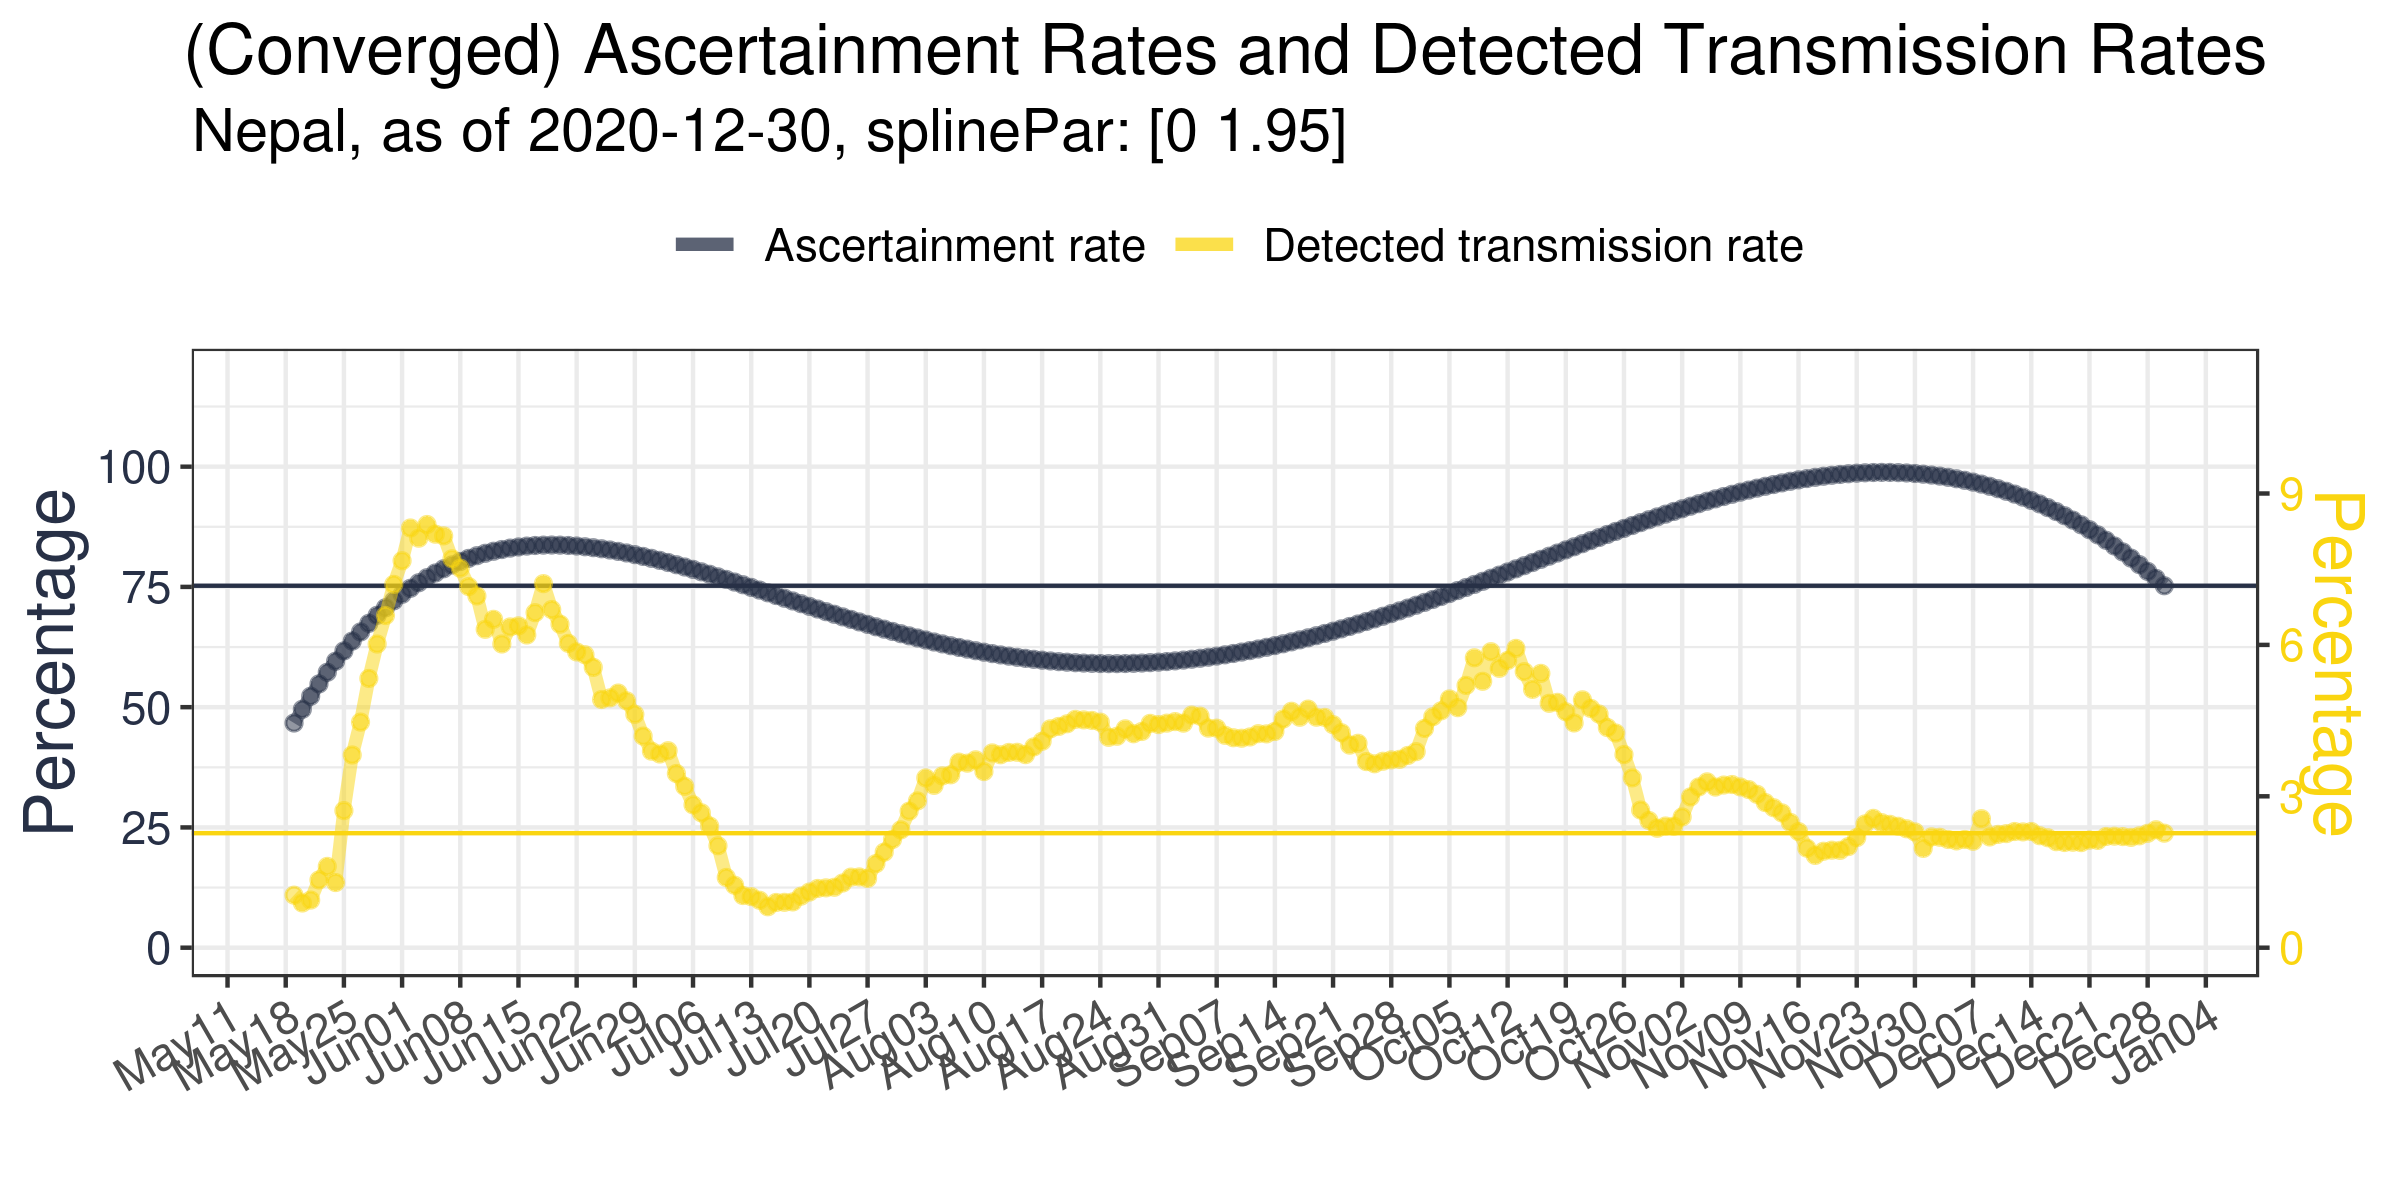 (Converged) Ascertainment Rates and Detected Transmission Rates
Nepal, as of 2020-12-30, splinePar: [0 1.95]
Ascertainment rate Detected transmission rate
Percentage
100
75
50
25
0
9
6
3
0
Percentage
May11 May18 May25 Jun01 Jun08 Jun15 Jun22 Jun29 Jul06 Jul13 Jul20 Jul27 Aug03 Aug10 Aug17 Aug24 Aug31 Sep07 Sep14 Sep21 Sep28 Oct05 Oct12 Oct19 Oct26 Nov02 Nov09 Nov16 Nov23 Nov30 Dec07 Dec14 Dec21 Dec28 Jan04